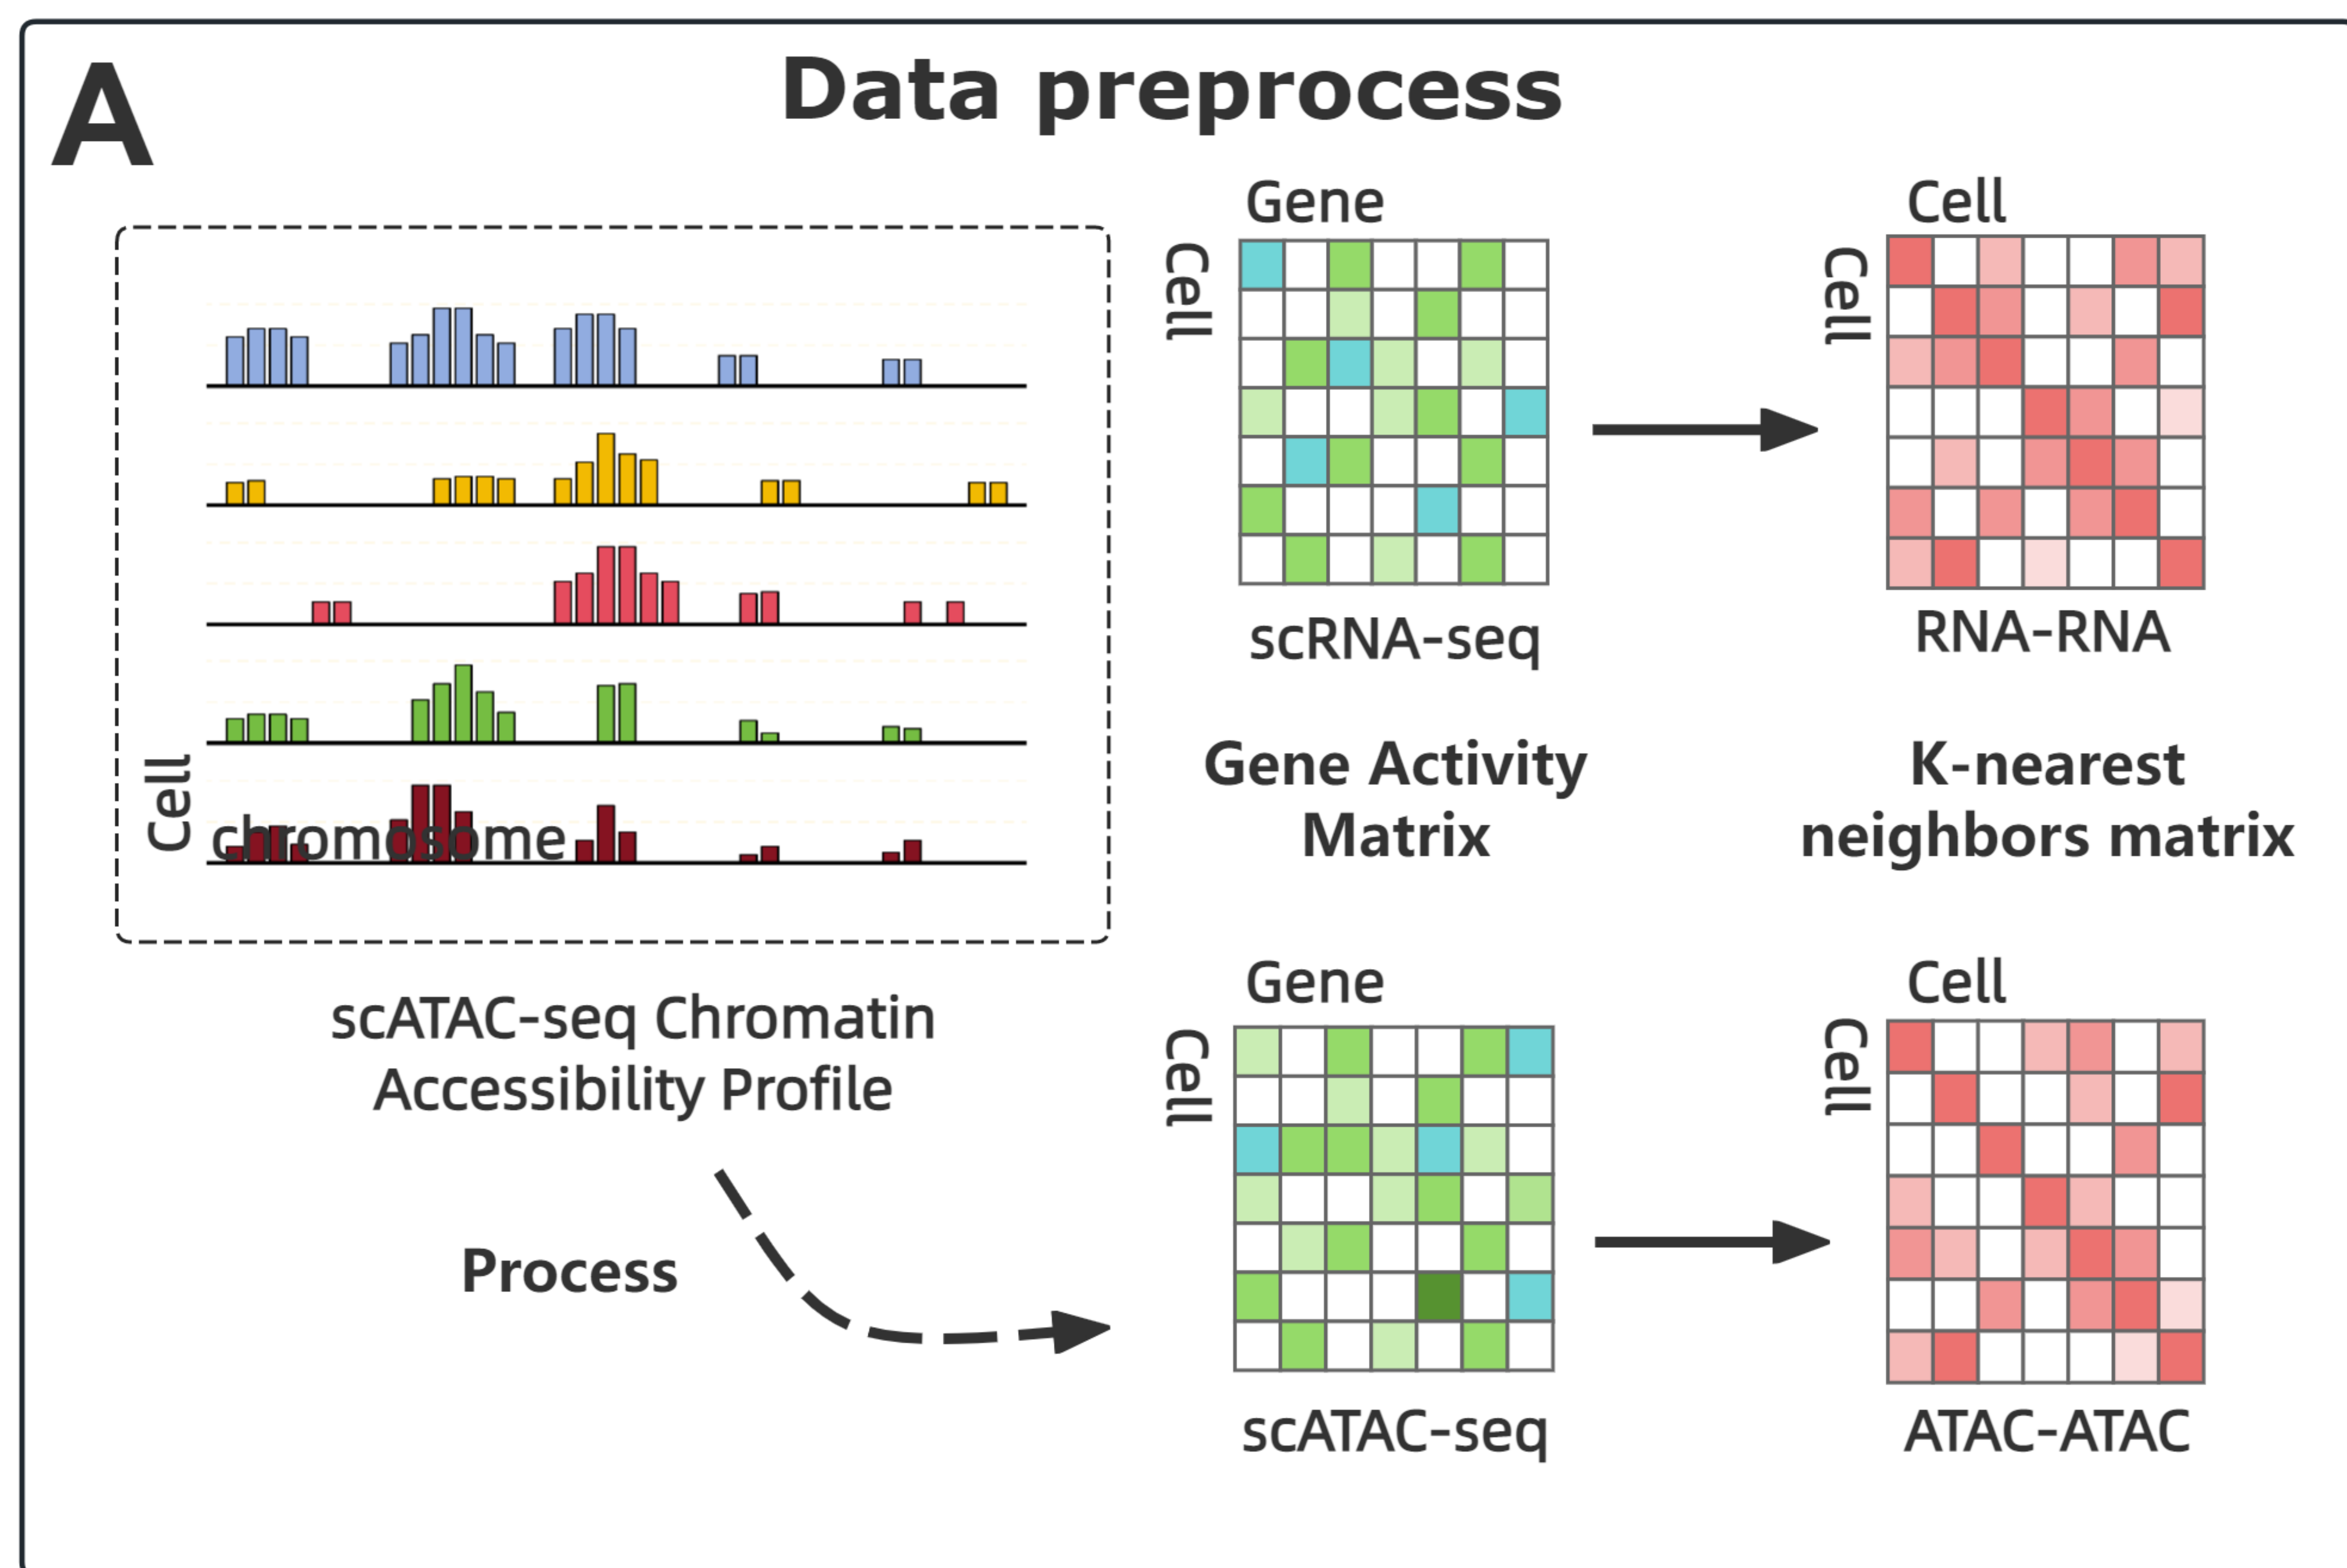 A
Data preprocess
Cell
chromosome
scATAC-seq Chromatin
Accessibility Profile
Process
Gene
Cell
scRNA-seq
Cell
Cell
RNA-RNA
Gene Activity
Matrix
K-nearest
neighbors matrix
Gene
Cell
scATAC-seq
Cell
Cell
ATAC-ATAC